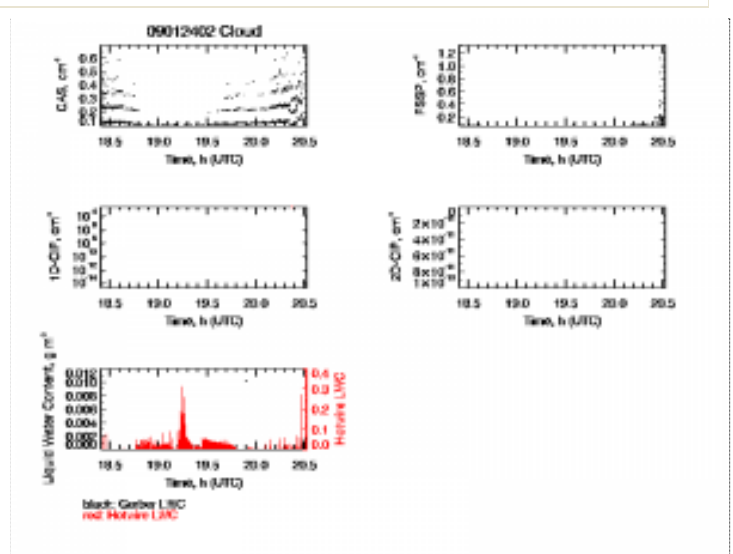 09012402 Cloud
CAS, cm⁻³
0.6
0.5
0.4
0.3
0.2
0.1
18.5 19.0 19.5 20.0 20.5
Time, h (UTC)
FSSP, cm⁻³
1.2
1.0
0.8
0.6
0.4
0.2
18.5 19.0 19.5 20.0 20.5
Time, h (UTC)
1D-CIP, cm⁻³
18.5 19.0 19.5 20.0 20.5
Time, h (UTC)
2D-CIP, cm⁻³
18.5 19.0 19.5 20.0 20.5
Time, h (UTC)
Liquid Water Content, g m⁻³
0.012
0.010
0.008
0.006
0.004
0.002
0.000
0.4
0.3
0.2
0.1
0.0
Hotwire LWC
18.5 19.0 19.5 20.0 20.5
Time, h (UTC)
black: Gerber LWC
red: Hotwire LWC